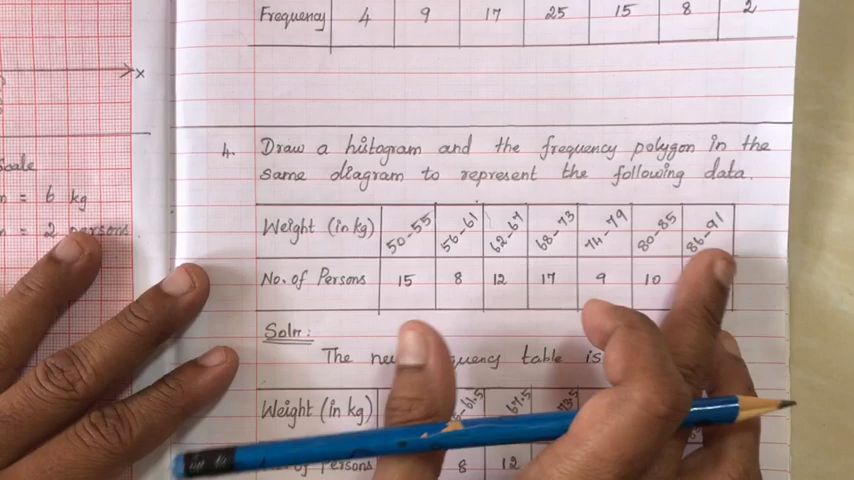 Frequency 4 9 17 25 15 8 2
x
Scale
= 6 kg
= 2 persons
4. Draw a histogram and the frequency polygon in the
same diagram to represent the following data.
Weight (in kg) 50-55 56-61 62-67 68-73 74-79 80-85 86-91
No. of Persons 15 8 12 17 9 10
Soln:
The table is
Weight (in kg)
Persons 8 12